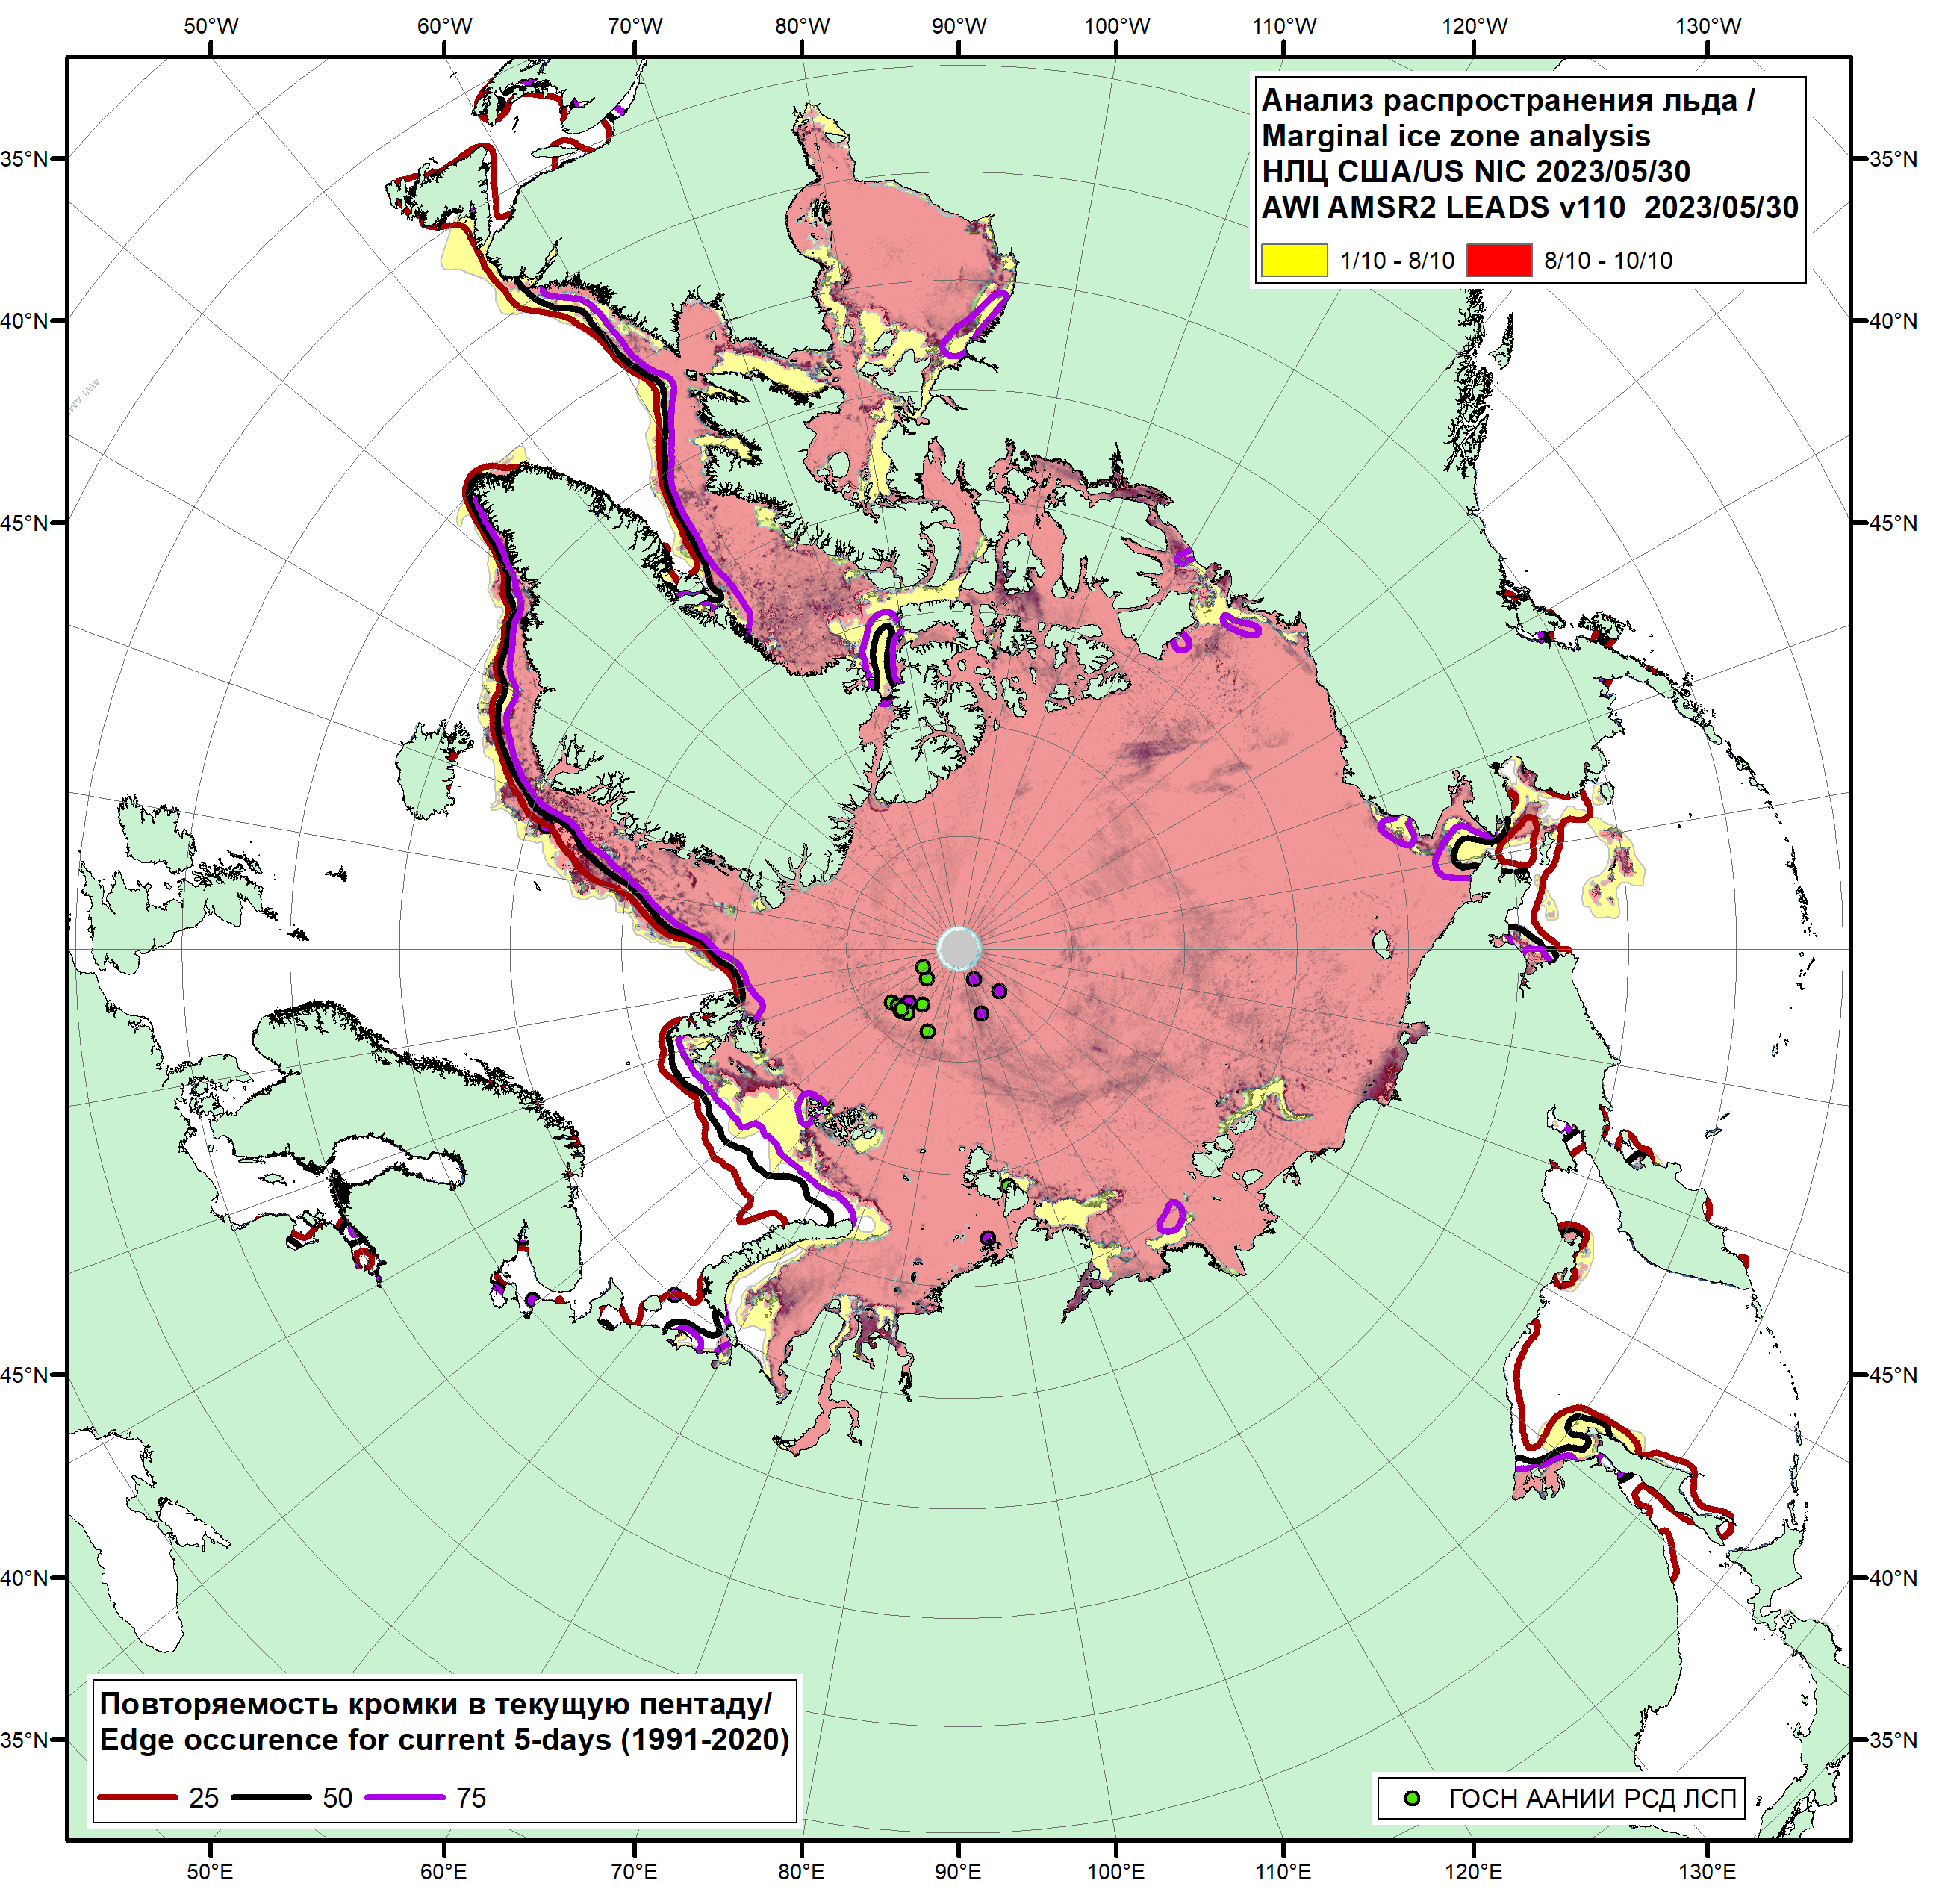 50°W 60°W 70°W 80°W 90°W 100°W 110°W 120°W 130°W
Анализ распространения льда /
Marginal ice zone analysis
НЛЦ США/US NIC 2023/05/30
AWI AMSR2 LEADS v110 2023/05/30
1/10 - 8/10 8/10 - 10/10
35°N 35°N
40°N 40°N
AWI AM
45°N 45°N
45°N 45°N
40°N 40°N
35°N 35°N
Повторяемость кромки в текущую пентаду/
Edge occurence for current 5-days (1991-2020)
25 50 75
ГОСН ААНИИ РСД ЛСП
50°E 60°E 70°E 80°E 90°E 100°E 110°E 120°E 130°E